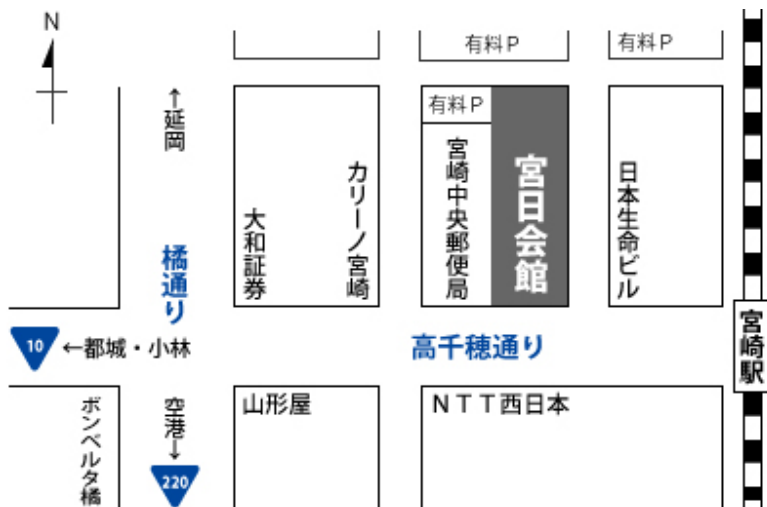 N
有料P
有料P
↑延岡
有料P
宮崎中央郵便局
宮日会館
カリーノ宮崎
大和証券
日本生命ビル
橘通り
10
←都城・小林
高千穂通り
宮崎駅
ボンベルタ橘
空港↓
220
山形屋
NTT西日本